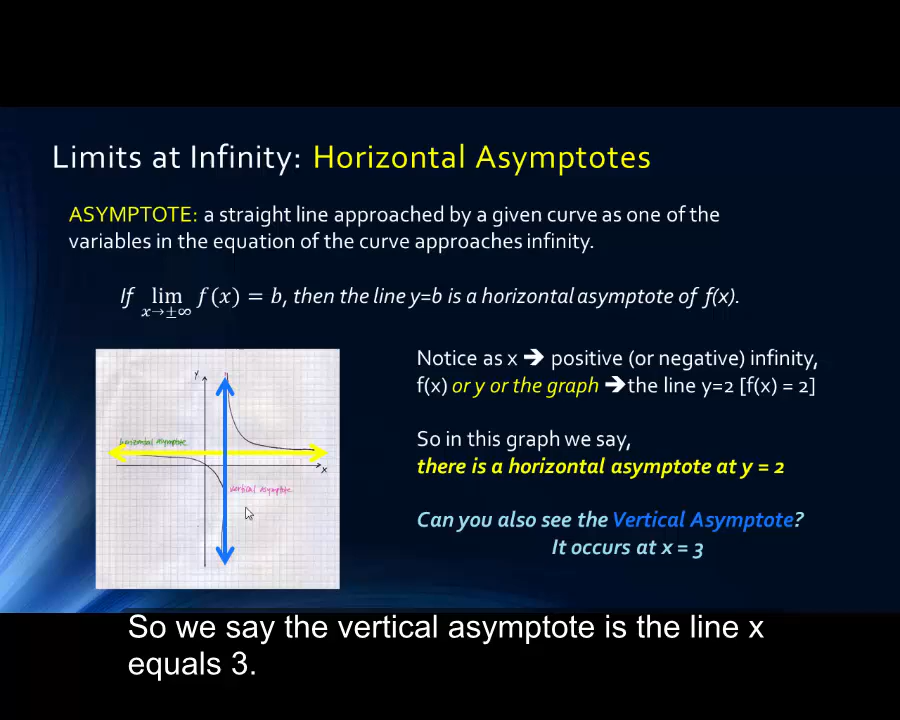 Limits at Infinity: Horizontal Asymptotes
ASYMPTOTE: a straight line approached by a given curve as one of the
variables in the equation of the curve approaches infinity.
If lim x→±∞ f(x) = b, then the line y=b is a horizontal asymptote of f(x).
Notice as x ➔ positive (or negative) infinity,
f(x) or y or the graph ➔the line y=2 [f(x) = 2]
So in this graph we say,
there is a horizontal asymptote at y = 2
Can you also see the Vertical Asymptote?
It occurs at x = 3
y
horizontal asymptote
x
vertical asymptote
So we say the vertical asymptote is the line x
equals 3.